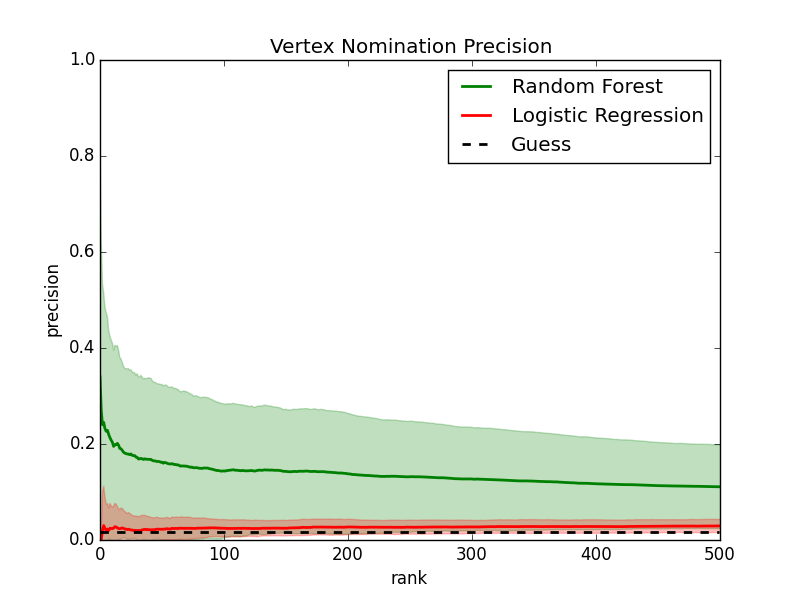 Vertex Nomination Precision
1.0
0.8
0.6
0.4
0.2
0.0
precision
Random Forest
Logistic Regression
Guess
0 100 200 300 400 500
rank